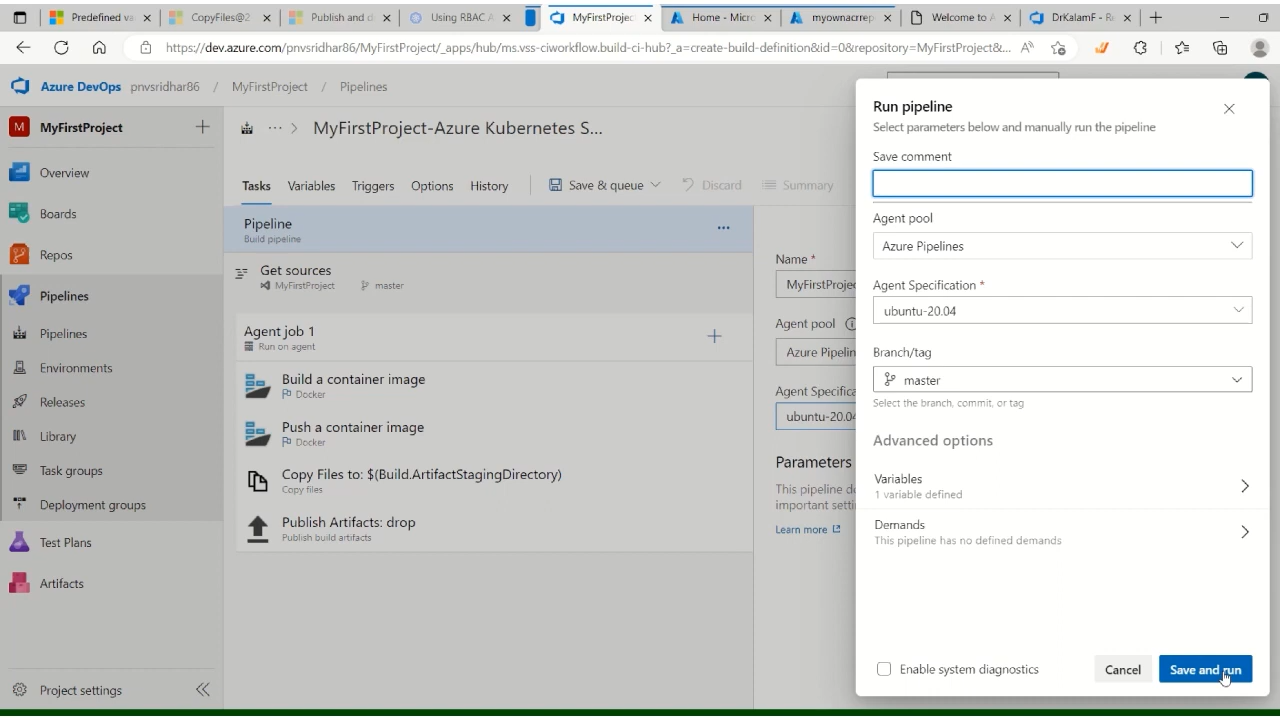 Predefined va
CopyFiles@2
Publish and d
Using RBAC A
MyFirstProjec
Home - Micro
myownacrrep
Welcome to A
DrKalamF - R
https://dev.azure.com/pnvsridhar86/MyFirstProject/_apps/hub/ms.vss-ciworkflow.build-ci-hub?_a=create-build-definition&id=0&repository=MyFirstProject&...
Azure DevOps pnvsridhar86 / MyFirstProject / Pipelines
M MyFirstProject
Overview
Boards
Repos
Pipelines
Pipelines
Environments
Releases
Library
Task groups
Deployment groups
Test Plans
Artifacts
Project settings
... > MyFirstProject-Azure Kubernetes S...
Tasks Variables Triggers Options History Save & queue Discard Summary
Pipeline
Build pipeline
Get sources
MyFirstProject master
Agent job 1
Run on agent
Build a container image
Docker
Push a container image
Docker
Copy Files to: $(Build.ArtifactStagingDirectory)
Copy files
Publish Artifacts: drop
Publish build artifacts
Name *
MyFirstProjec
Agent pool
Azure Pipelin
Agent Specifica
ubuntu-20.04
Parameters
This pipeline d
important setti
Learn more
Run pipeline
Select parameters below and manually run the pipeline
Save comment
Agent pool
Azure Pipelines
Agent Specification *
ubuntu-20.04
Branch/tag
master
Select the branch, commit, or tag
Advanced options
Variables
1 variable defined
Demands
This pipeline has no defined demands
Enable system diagnostics
Cancel
Save and run